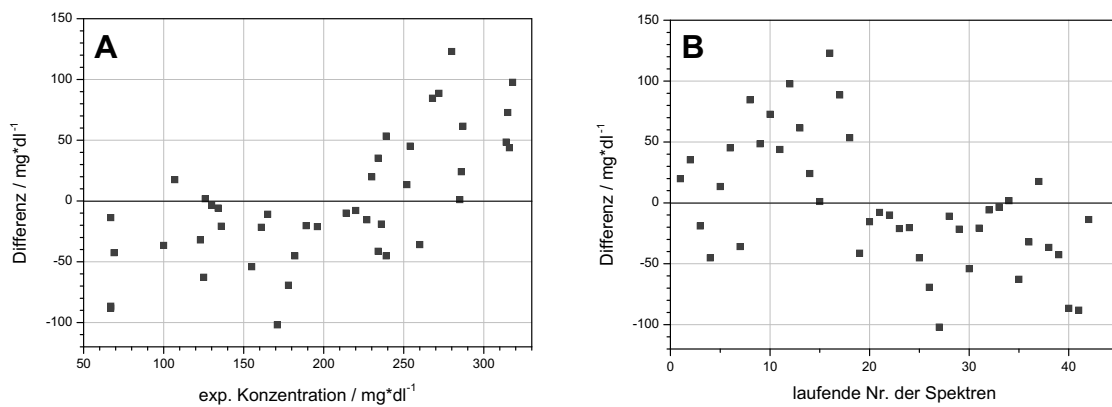 A
150
100
50
0
-50
-100
Differenz / mg*dl-1
50 100 150 200 250 300
exp. Konzentration / mg*dl-1
B
150
100
50
0
-50
-100
Differenz / mg*dl-1
0 10 20 30 40
laufende Nr. der Spektren